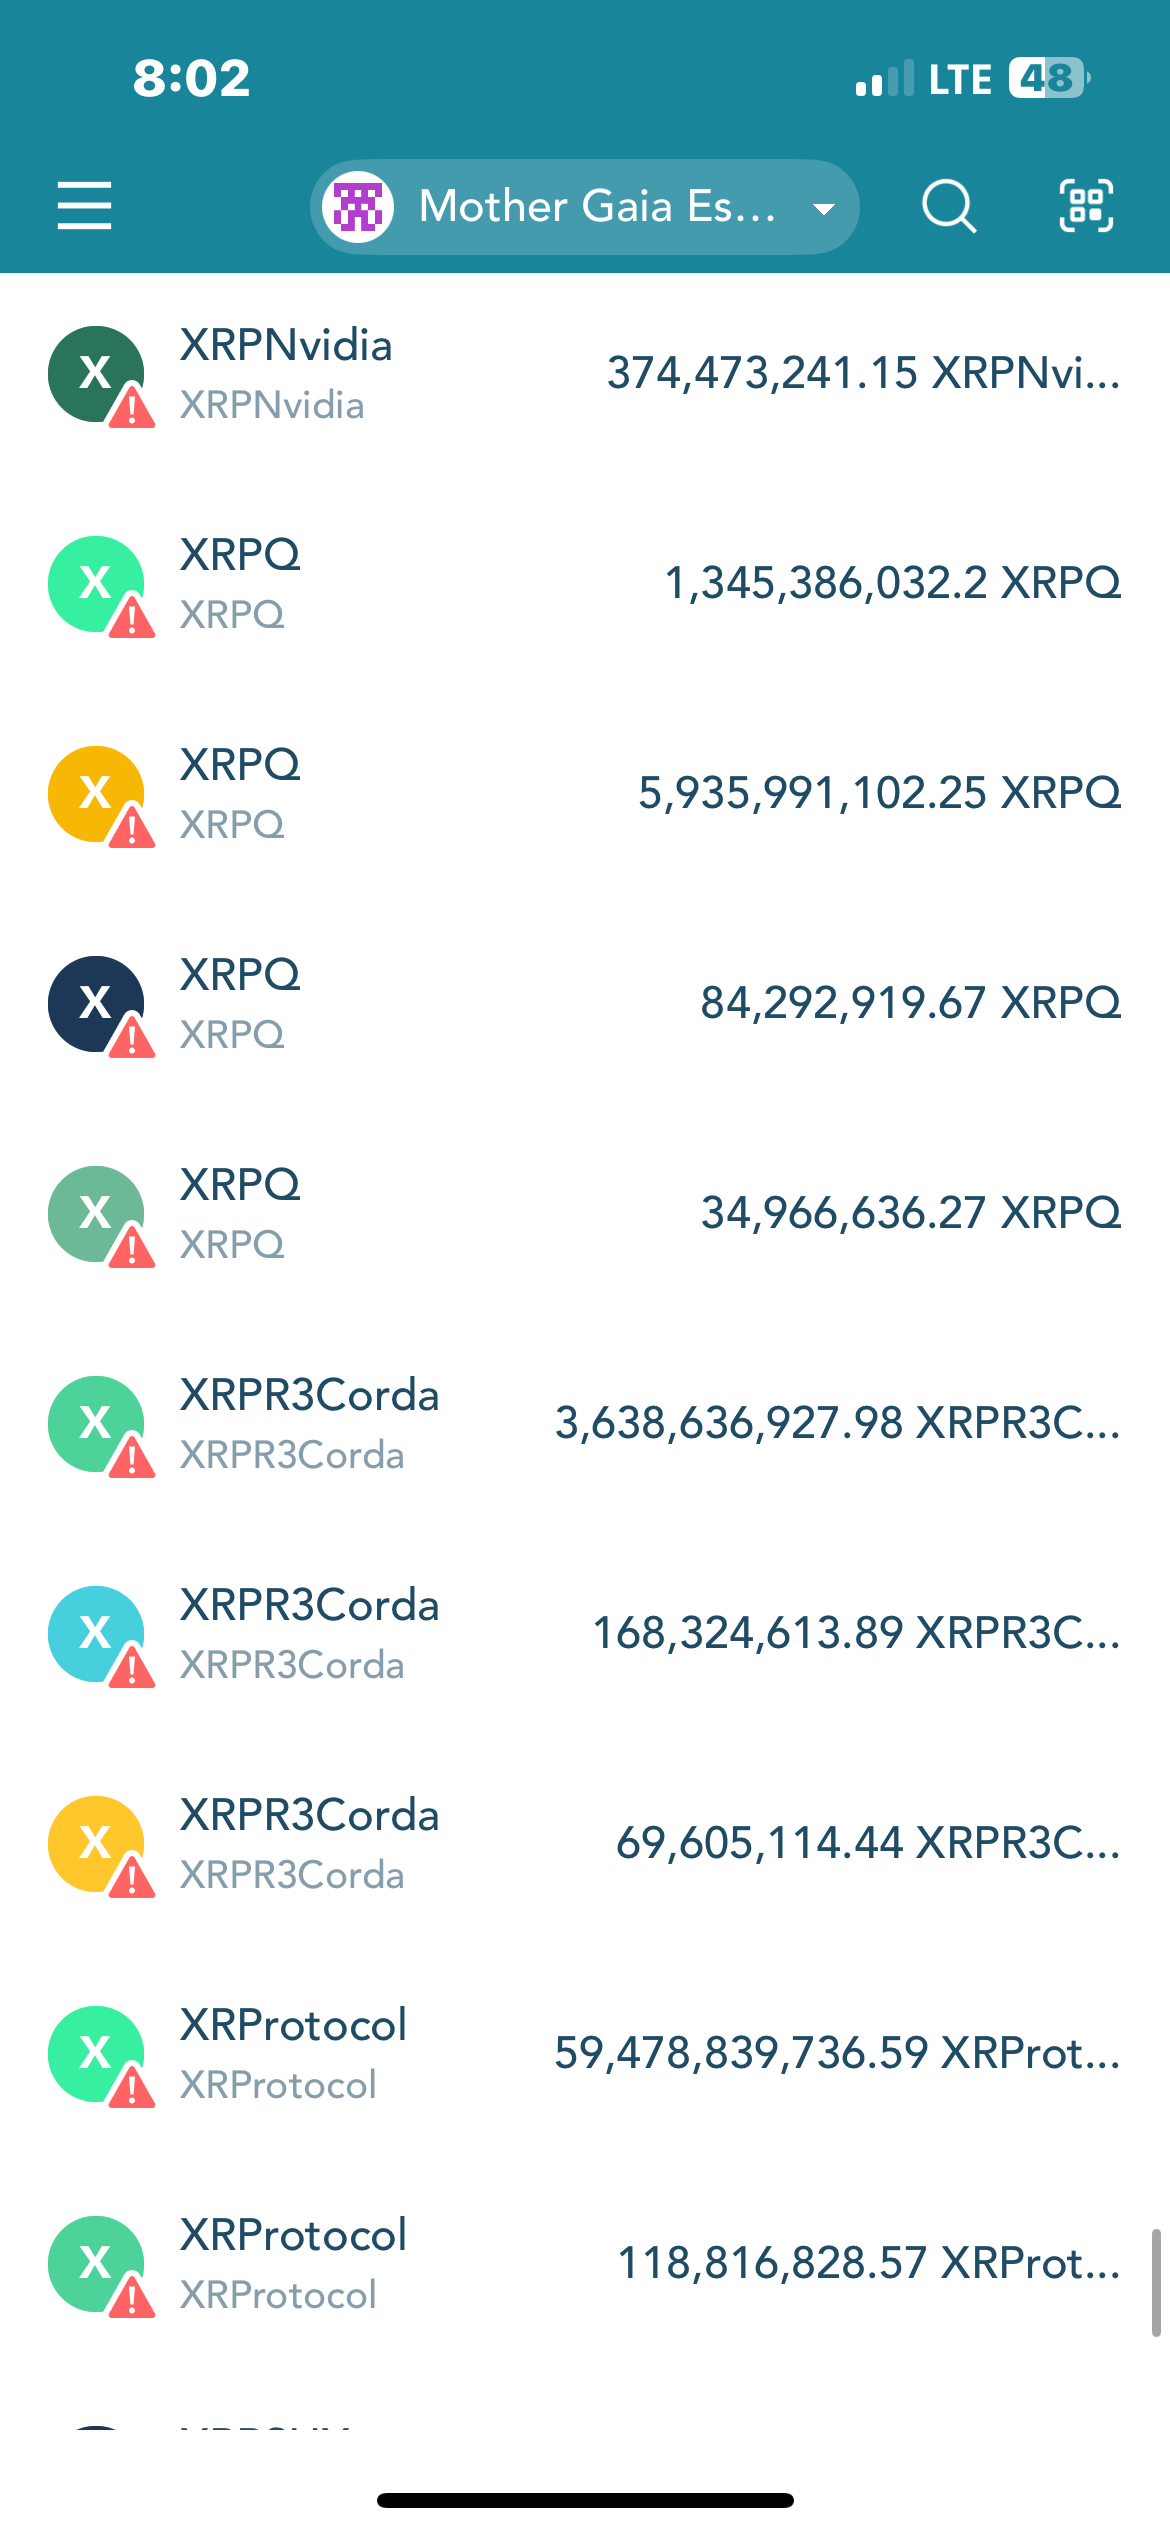 8:02
LTE 48
Mother Gaia Es...
X
XRPNvidia
374,473,241.15 XRPNvi...
XRPNvidia
X
XRPQ
1,345,386,032.2 XRPQ
XRPQ
X
XRPQ
5,935,991,102.25 XRPQ
XRPQ
X
XRPQ
84,292,919.67 XRPQ
XRPQ
X
XRPQ
34,966,636.27 XRPQ
XRPQ
X
XRPR3Corda
3,638,636,927.98 XRPR3C...
XRPR3Corda
X
XRPR3Corda
168,324,613.89 XRPR3C...
XRPR3Corda
X
XRPR3Corda
69,605,114.44 XRPR3C...
XRPR3Corda
X
XRProtocol
59,478,839,736.59 XRProt...
XRProtocol
X
XRProtocol
118,816,828.57 XRProt...
XRProtocol